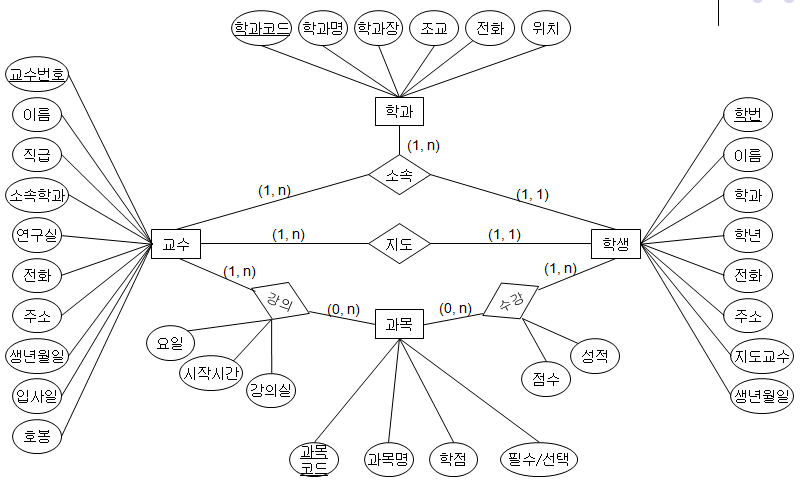 학과코드 학과명 학과장 조교 전화 위치
학과
(1, n)
소속
(1, n)
(1, 1)
교수번호
이름
직급
소속학과
연구실
전화
주소
생년월일
입사일
호봉
교수
(1, n)
지도
(1, 1)
학생
학번
이름
학과
학년
전화
주소
지도교수
생년월일
(1, n)
강의
(0, n)
과목
(0, n)
수강
(1, n)
요일
시작시간
강의실
점수
성적
과목
코드
과목명
학점
필수/선택